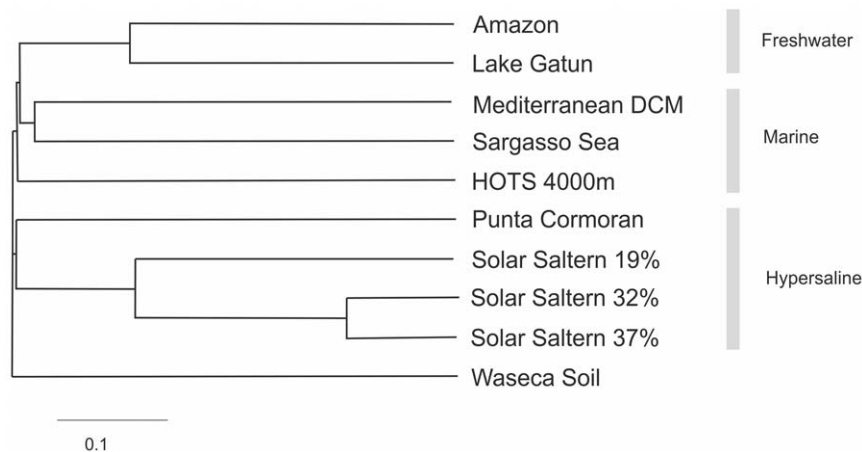 Amazon
Lake Gatun
Freshwater
Mediterranean DCM
Sargasso Sea
HOTS 4000m
Marine
Punta Cormoran
Solar Saltern 19%
Solar Saltern 32%
Solar Saltern 37%
Hypersaline
Waseca Soil
0.1